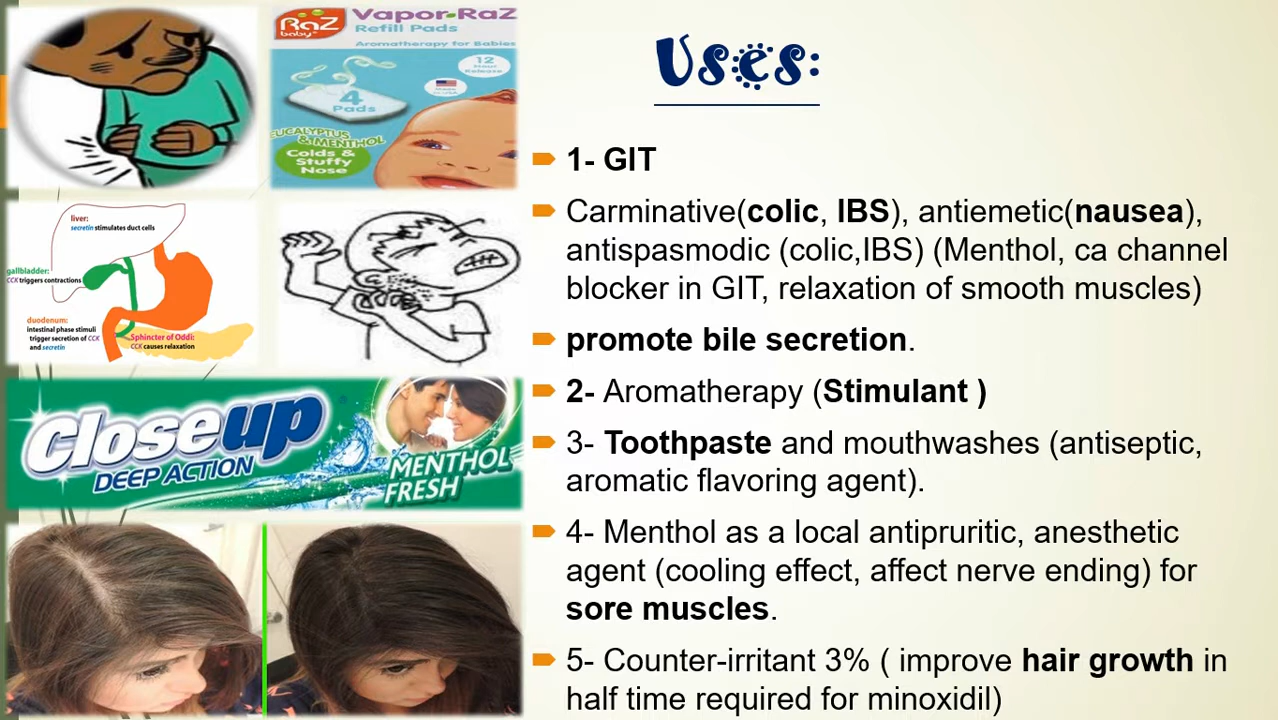 RaZ
baby
Vapor-RaZ
Refill Pads
Aromatherapy for Babies
12
Hour
Release
4
Pads
EUCALYPTUS
& MENTHOL
Colds &
Stuffy
Nose
liver:
secretin stimulates duct cells
gallbladder:
CCK triggers contractions
duodenum:
intestinal phase stimuli
trigger secretion of CCK
and secretin
Sphincter of Oddi:
CCK causes relaxation
Closeup
DEEP ACTION
MENTHOL
FRESH
Uses:
1- GIT
Carminative(colic, IBS), antiemetic(nausea),
antispasmodic (colic,IBS) (Menthol, ca channel
blocker in GIT, relaxation of smooth muscles)
promote bile secretion.
2- Aromatherapy (Stimulant )
3- Toothpaste and mouthwashes (antiseptic,
aromatic flavoring agent).
4- Menthol as a local antipruritic, anesthetic
agent (cooling effect, affect nerve ending) for
sore muscles.
5- Counter-irritant 3% ( improve hair growth in
half time required for minoxidil)